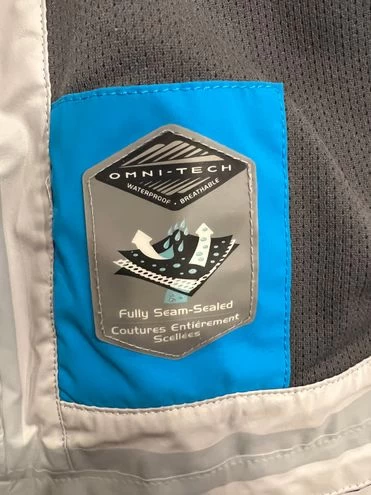 OMNI-TECH
WATERPROOF • BREATHABLE
Fully Seam-Sealed
Coutures Entièrement
Scellées